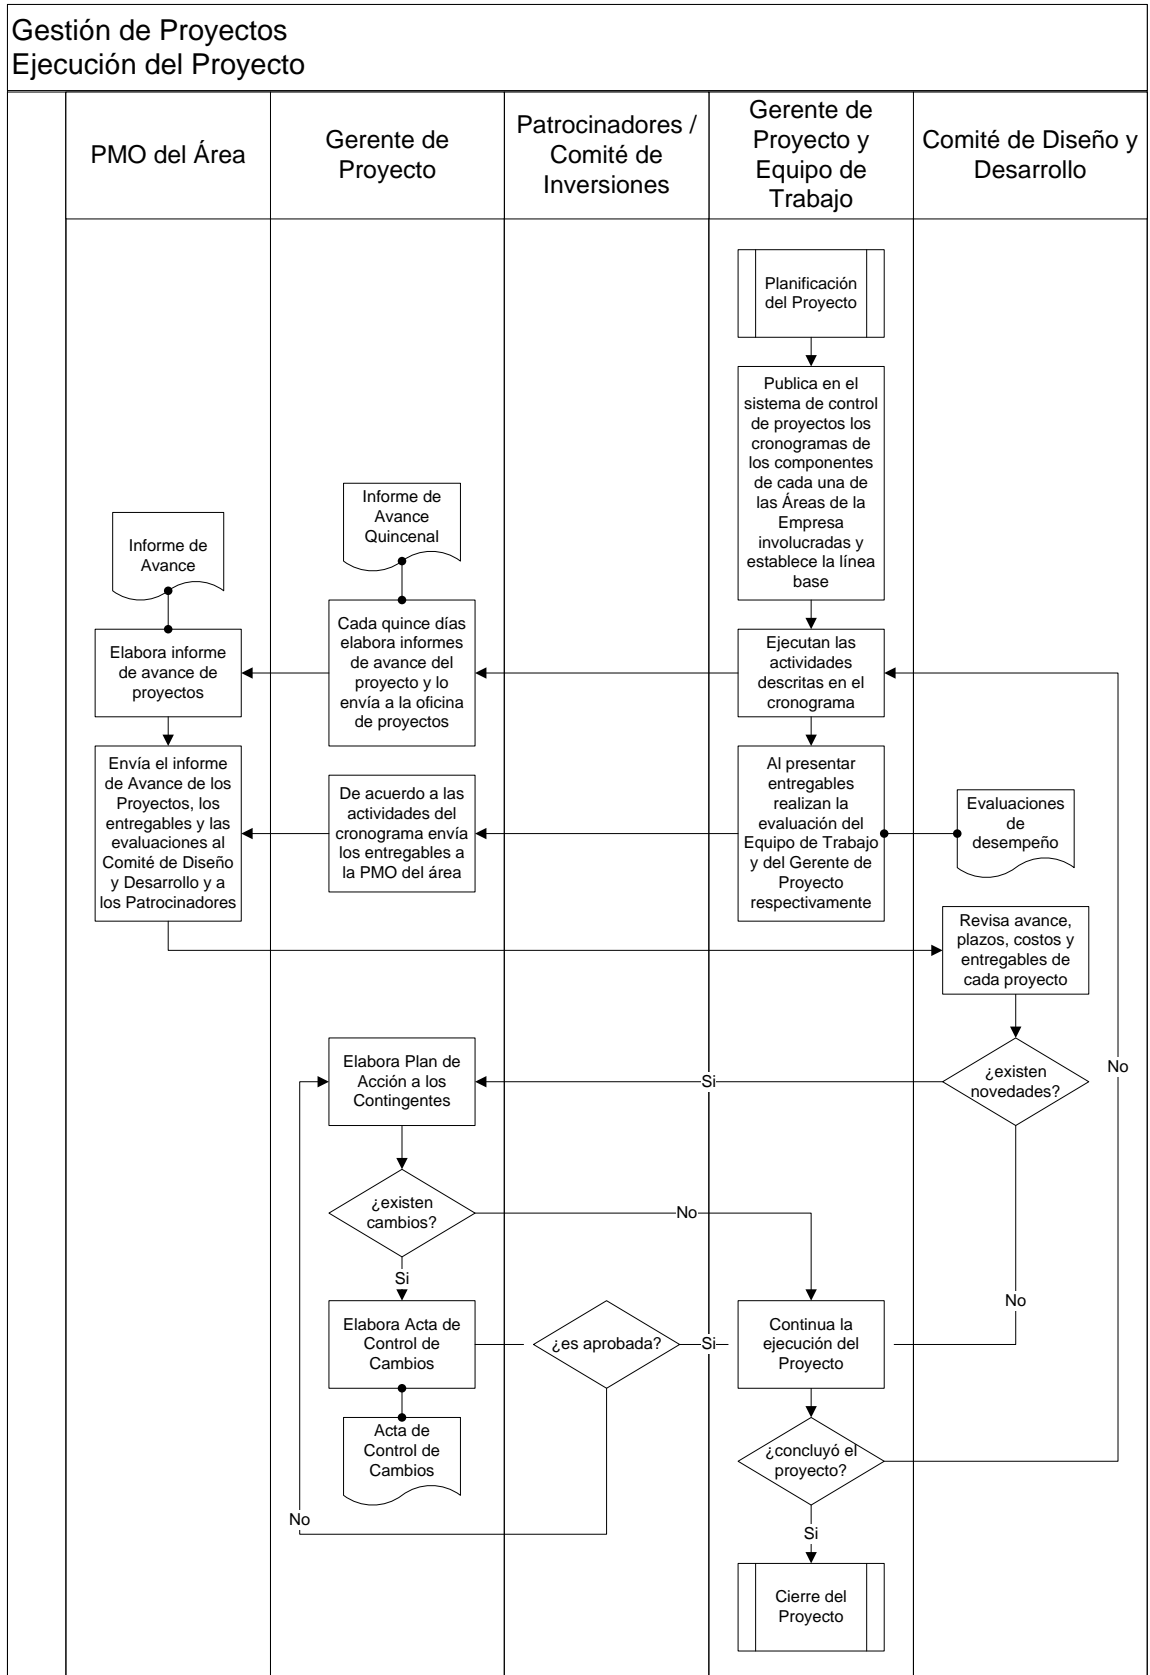 Gestión de Proyectos
Ejecución del Proyecto
PMO del Área
Gerente de
Proyecto
Patrocinadores /
Comité de
Inversiones
Gerente de
Proyecto y
Equipo de
Trabajo
Comité de Diseño y
Desarrollo
Planificación
del Proyecto
Publica en el
sistema de control
de proyectos los
cronogramas de
los componentes
de cada una de
las Áreas de la
Empresa
involucradas y
establece la línea
base
Informe de
Avance
Quincenal
Informe de
Avance
Cada quince días
elabora informes
de avance del
proyecto y lo
envía a la oficina
de proyectos
Elabora informe
de avance de
proyectos
Ejecutan las
actividades
descritas en el
cronograma
Envía el informe
de Avance de los
Proyectos, los
entregables y las
evaluaciones al
Comité de Diseño
y Desarrollo y a
los Patrocinadores
De acuerdo a las
actividades del
cronograma envía
los entregables a
la PMO del área
Al presentar
entregables
realizan la
evaluación del
Equipo de Trabajo
y del Gerente de
Proyecto
respectivamente
Evaluaciones
de
desempeño
Revisa avance,
plazos, costos y
entregables de
cada proyecto
Elabora Plan de
Acción a los
Contingentes
Si
¿existen
novedades?
No
¿existen
cambios?
No
Si
No
Elabora Acta de
Control de
Cambios
¿es aprobada?
Si
Continua la
ejecución del
Proyecto
Acta de
Control de
Cambios
¿concluyó el
proyecto?
No
Si
Cierre del
Proyecto